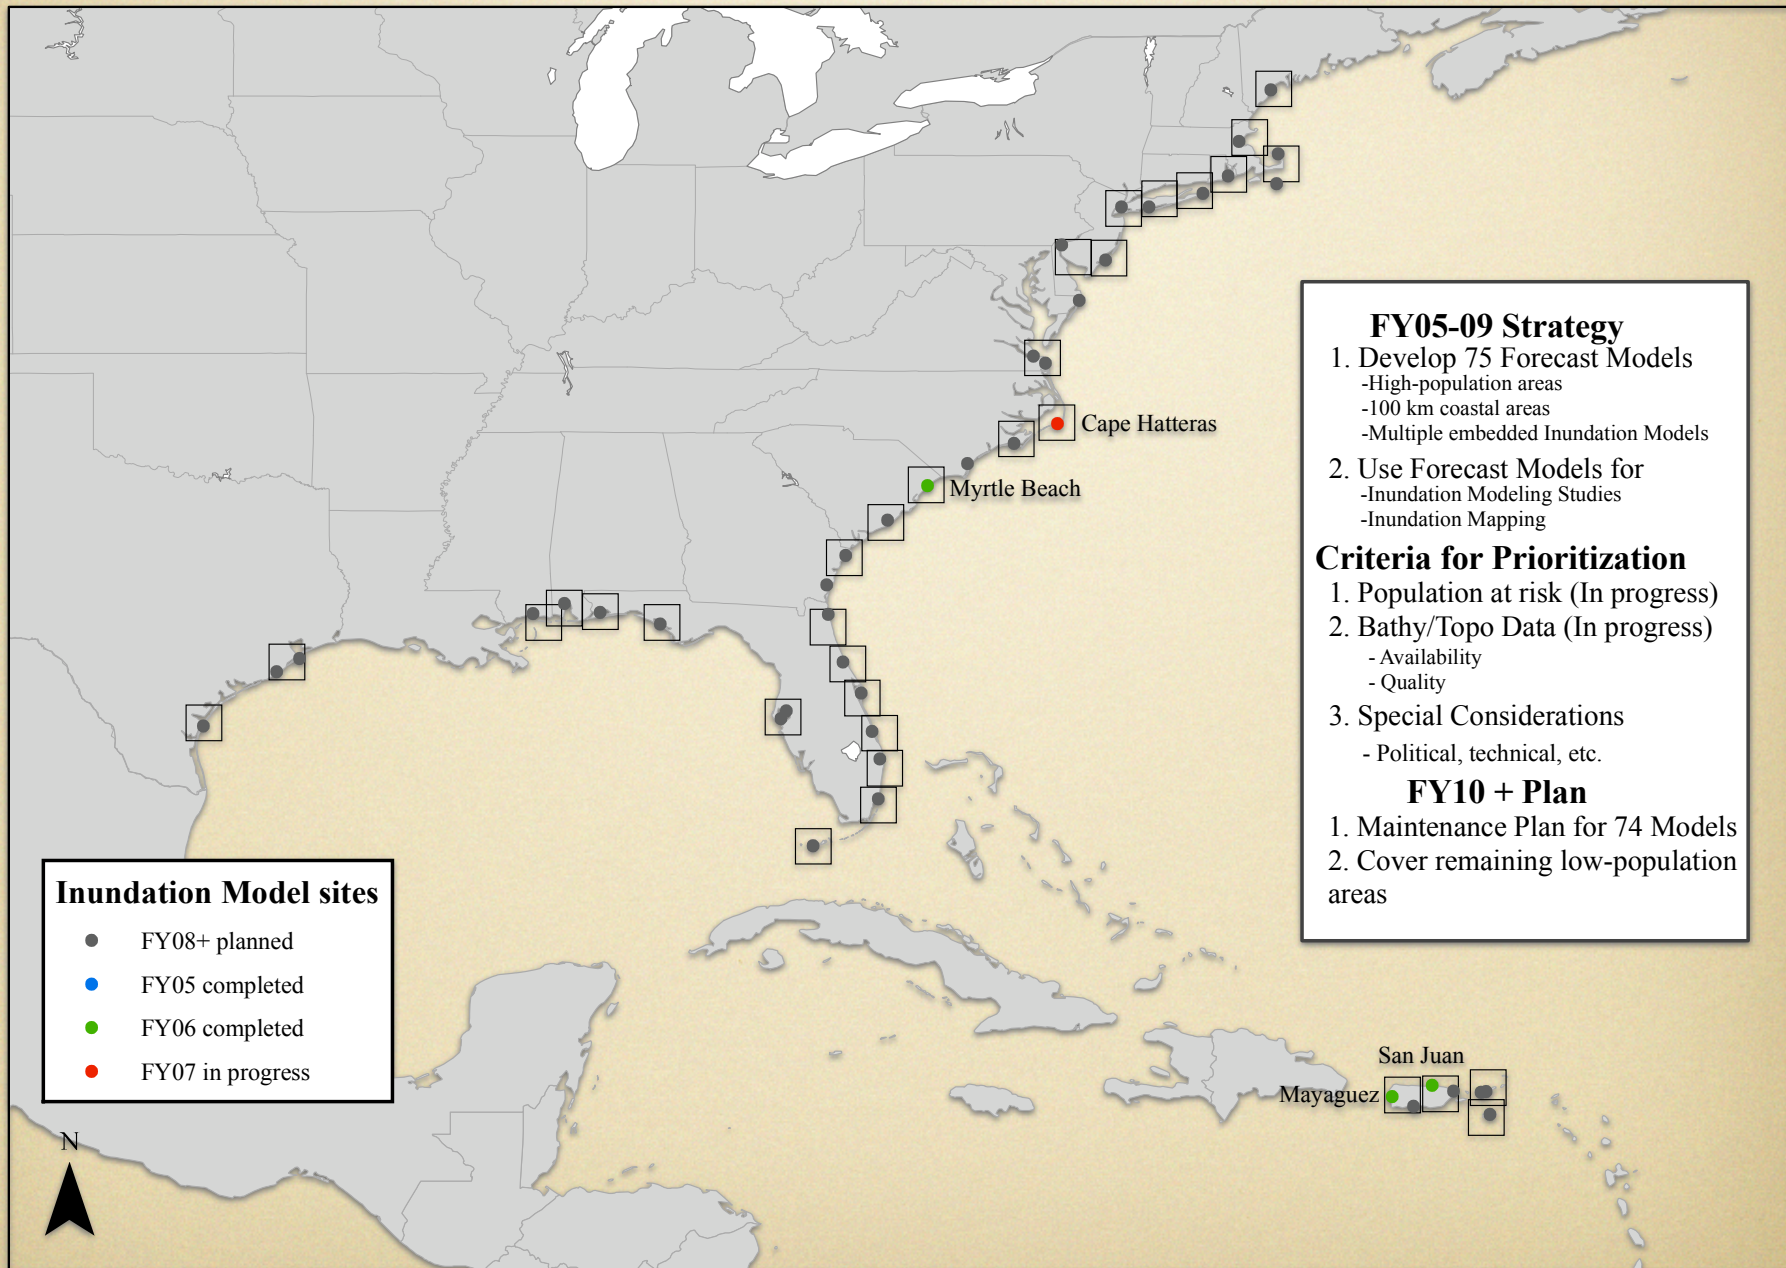 Cape Hatteras
Myrtle Beach
FY05-09 Strategy
1. Develop 75 Forecast Models
-High-population areas
-100 km coastal areas
-Multiple embedded Inundation Models
2. Use Forecast Models for
-Inundation Modeling Studies
-Inundation Mapping
Criteria for Prioritization
1. Population at risk (In progress)
2. Bathy/Topo Data (In progress)
- Availability
- Quality
3. Special Considerations
- Political, technical, etc.
FY10 + Plan
1. Maintenance Plan for 74 Models
2. Cover remaining low-population
areas
Inundation Model sites
FY08+ planned
FY05 completed
FY06 completed
FY07 in progress
San Juan
Mayaguez
N